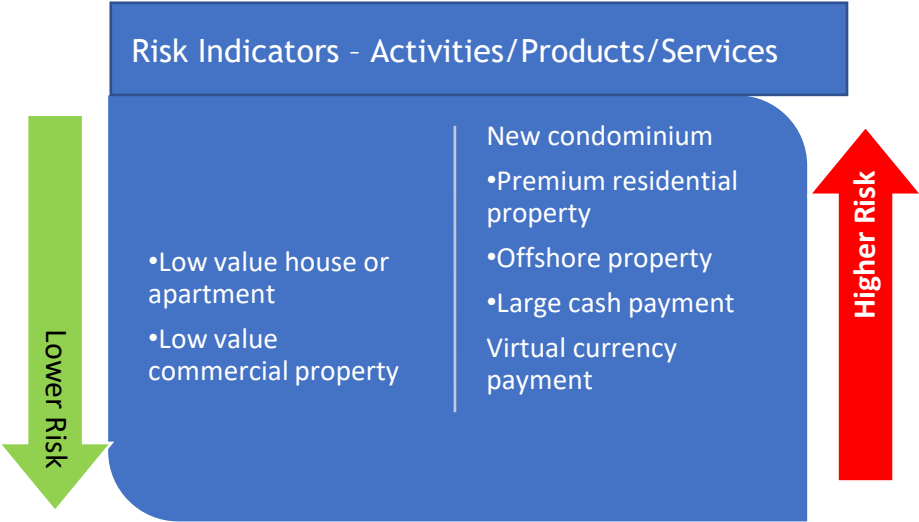 Risk Indicators – Activities/Products/Services
Lower Risk
•Low value house or
apartment
•Low value
commercial property
New condominium
•Premium residential
property
•Offshore property
•Large cash payment
Virtual currency
payment
Higher Risk